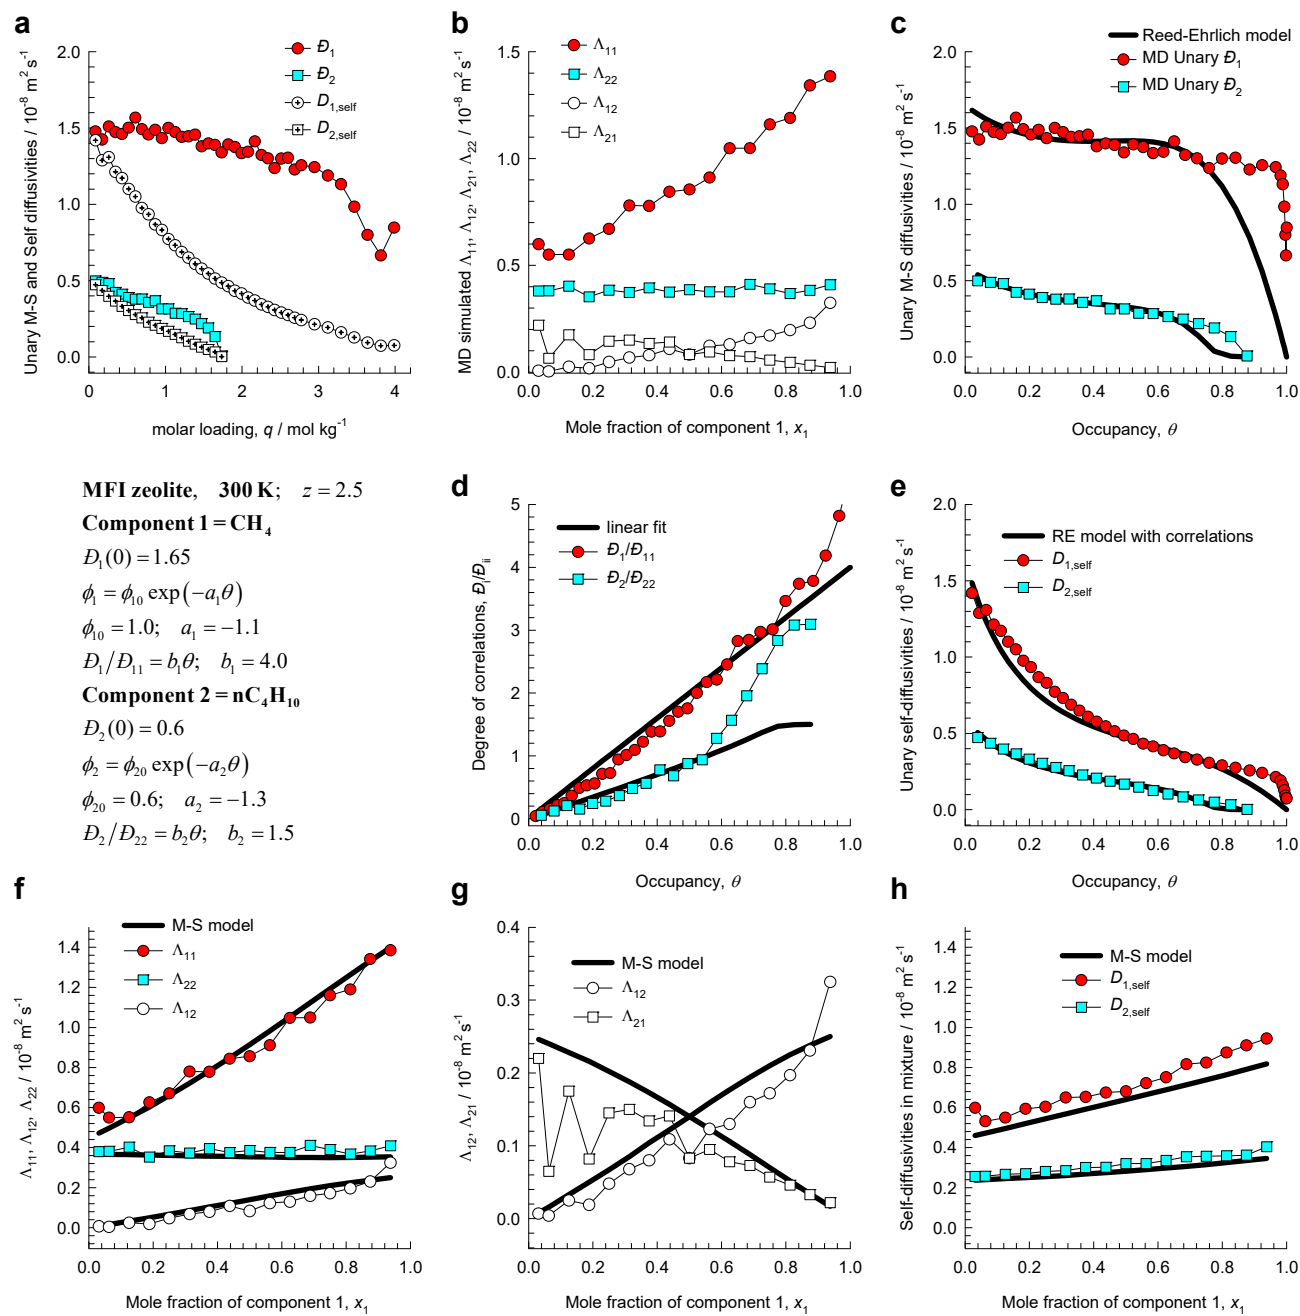 a
2.0
1.5
1.0
0.5
0.0
0
1
2
3
4
Đ₁
Đ₂
D₁,self
D₂,self
Unary M-S and Self diffusivities / 10⁻⁸ m² s⁻¹
molar loading, q / mol kg⁻¹
b
1.5
1.0
0.5
0.0
0.0
0.2
0.4
0.6
0.8
1.0
Λ₁₁
Λ₂₂
Λ₁₂
Λ₂₁
MD simulated Λ₁₁, Λ₁₂, Λ₂₁, Λ₂₂ / 10⁻⁸ m² s⁻¹
Mole fraction of component 1, x₁
c
Reed-Ehrlich model
MD Unary Đ₁
MD Unary Đ₂
2.0
1.5
1.0
0.5
0.0
0.0
0.2
0.4
0.6
0.8
1.0
Unary M-S diffusivities / 10⁻⁸ m² s⁻¹
Occupancy, θ
MFI zeolite, 300 K; z = 2.5
Component 1 = CH₄
Đ₁(0) = 1.65
ϕ₁ = ϕ₁₀ exp(−a₁θ)
ϕ₁₀ = 1.0; a₁ = −1.1
Đ₁/Đ₁₁ = b₁θ; b₁ = 4.0
Component 2 = nC₄H₁₀
Đ₂(0) = 0.6
ϕ₂ = ϕ₂₀ exp(−a₂θ)
ϕ₂₀ = 0.6; a₂ = −1.3
Đ₂/Đ₂₂ = b₂θ; b₂ = 1.5
d
5
4
3
2
1
0
0.0
0.2
0.4
0.6
0.8
1.0
linear fit
Đ₁/Đ₁₁
Đ₂/Đ₂₂
Degree of correlations, Đᵢ/Đᵢᵢ
Occupancy, θ
e
RE model with correlations
D₁,self
D₂,self
2.0
1.5
1.0
0.5
0.0
0.0
0.2
0.4
0.6
0.8
1.0
Unary self-diffusivities / 10⁻⁸ m² s⁻¹
Occupancy, θ
f
M-S model
Λ₁₁
Λ₂₂
Λ₁₂
1.4
1.2
1.0
0.8
0.6
0.4
0.2
0.0
0.0
0.2
0.4
0.6
0.8
1.0
Λ₁₁, Λ₁₂, Λ₂₂ / 10⁻⁸ m² s⁻¹
Mole fraction of component 1, x₁
g
0.4
0.3
0.2
0.1
0.0
0.0
0.2
0.4
0.6
0.8
1.0
M-S model
Λ₁₂
Λ₂₁
Λ₁₂, Λ₂₁ / 10⁻⁸ m² s⁻¹
Mole fraction of component 1, x₁
h
M-S model
D₁,self
D₂,self
1.4
1.2
1.0
0.8
0.6
0.4
0.2
0.0
0.0
0.2
0.4
0.6
0.8
1.0
Self-diffusivities in mixture / 10⁻⁸ m² s⁻¹
Mole fraction of component 1, x₁